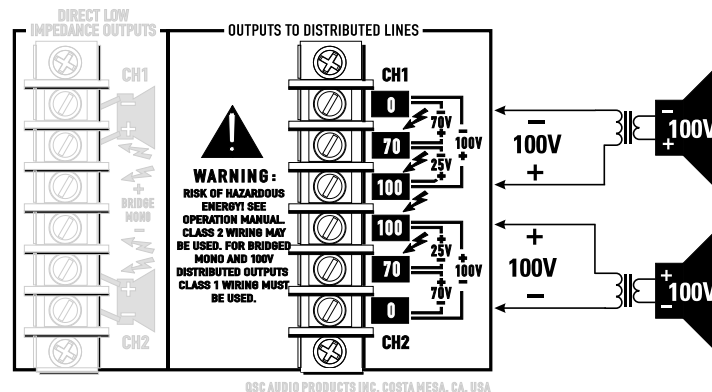 DIRECT LOW
IMPEDANCE OUTPUTS
OUTPUTS TO DISTRIBUTED LINES
CH1
+
+
BRIDGE
MONO
-
+
CH2
WARNING:
RISK OF HAZARDOUS
ENERGY! SEE
OPERATION MANUAL.
CLASS 2 WIRING MAY
BE USED. FOR BRIDGED
MONO AND 100V
DISTRIBUTED OUTPUTS
CLASS 1 WIRING MUST
BE USED.
CH1
0
- 70V +
70
- 25V +
100
- 100V +
100
+ 25V -
70
+ 70V -
0
+ 100V -
CH2
-
100V
+
+
100V
-
-
100V
+
+
100V
-
QSC AUDIO PRODUCTS INC. COSTA MESA, CA, USA